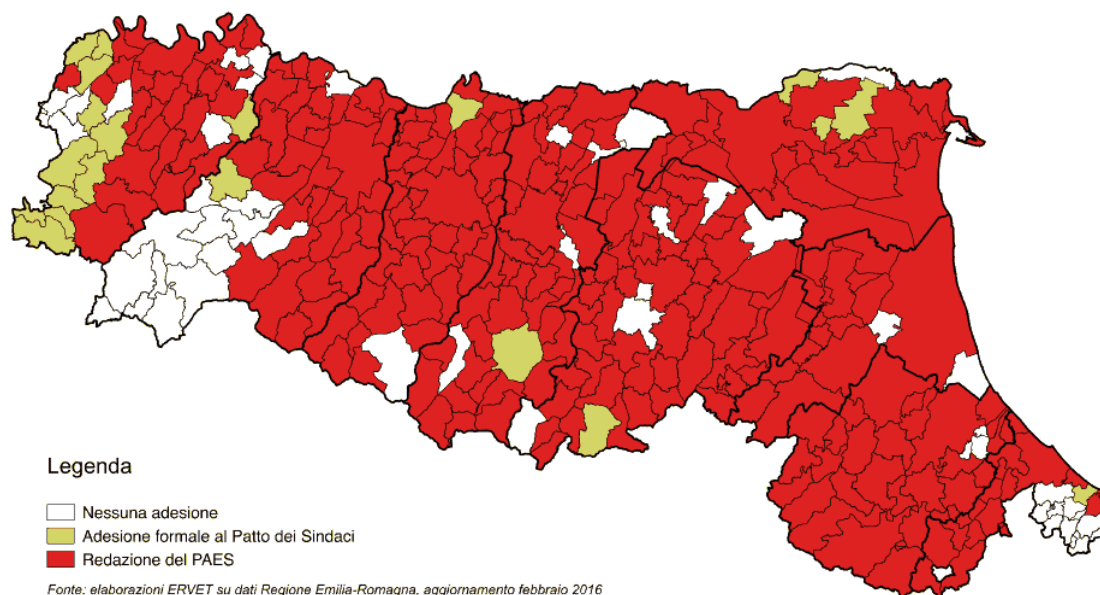 Legenda
Nessuna adesione
Adesione formale al Patto dei Sindaci
Redazione del PAES
Fonte: elaborazioni ERVET su dati Regione Emilia-Romagna, aggiornamento febbraio 2016